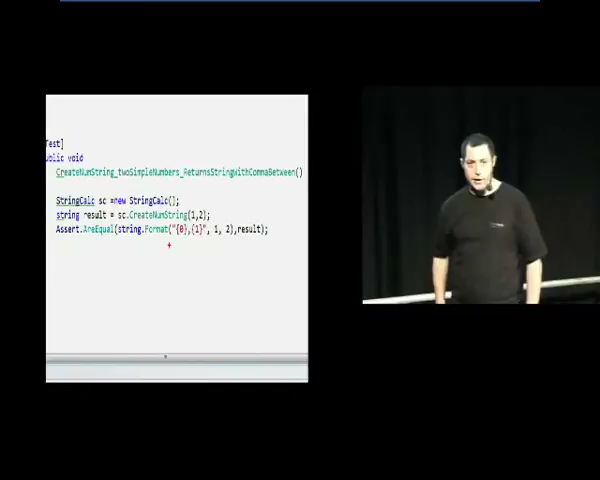 Test]
ublic void
CreateNumString_twoSimpleNumbers_ReturnsStringWithCommaBetween()
StringCalc sc =new StringCalc();
string result = sc.CreateNumString(1,2);
Assert.AreEqual(string.Format("{0},{1}", 1, 2),result);